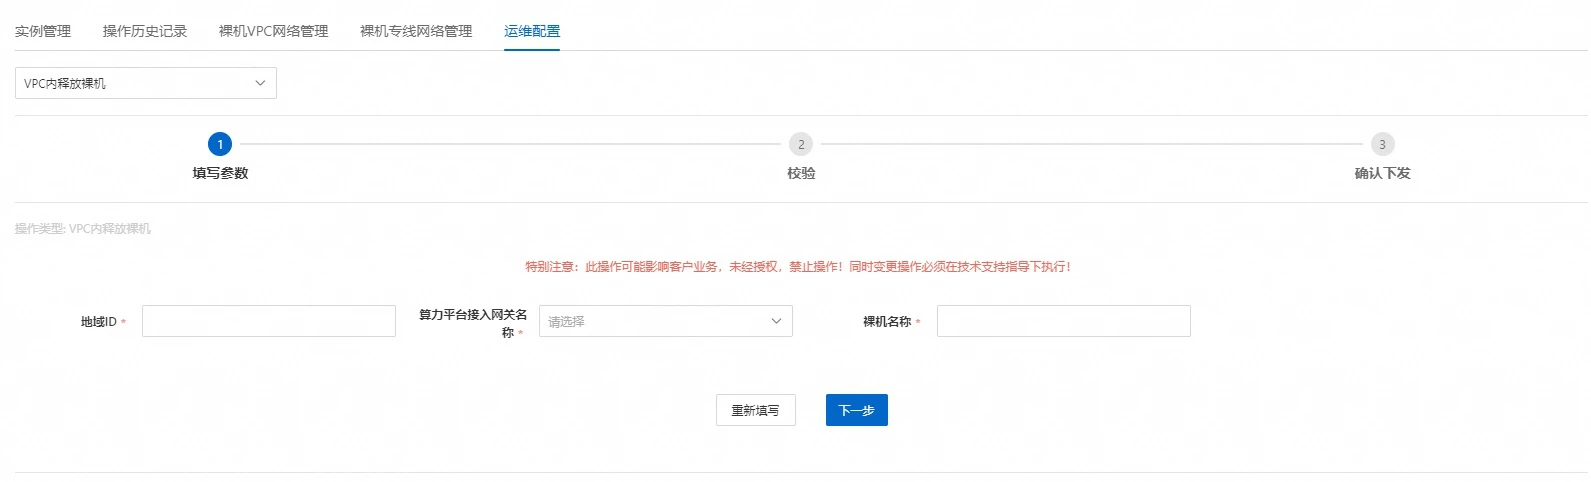 实例管理 操作历史记录 裸机VPC网络管理 裸机专线网络管理 运维配置
VPC内释放裸机
1 2 3
填写参数 校验 确认下发
操作类型: VPC内释放裸机
特别注意：此操作可能影响客户业务，未经授权，禁止操作！同时变更操作必须在技术支持指导下执行！
地域ID * 算力平台接入网关名称 * 请选择 裸机名称 *
重新填写 下一步